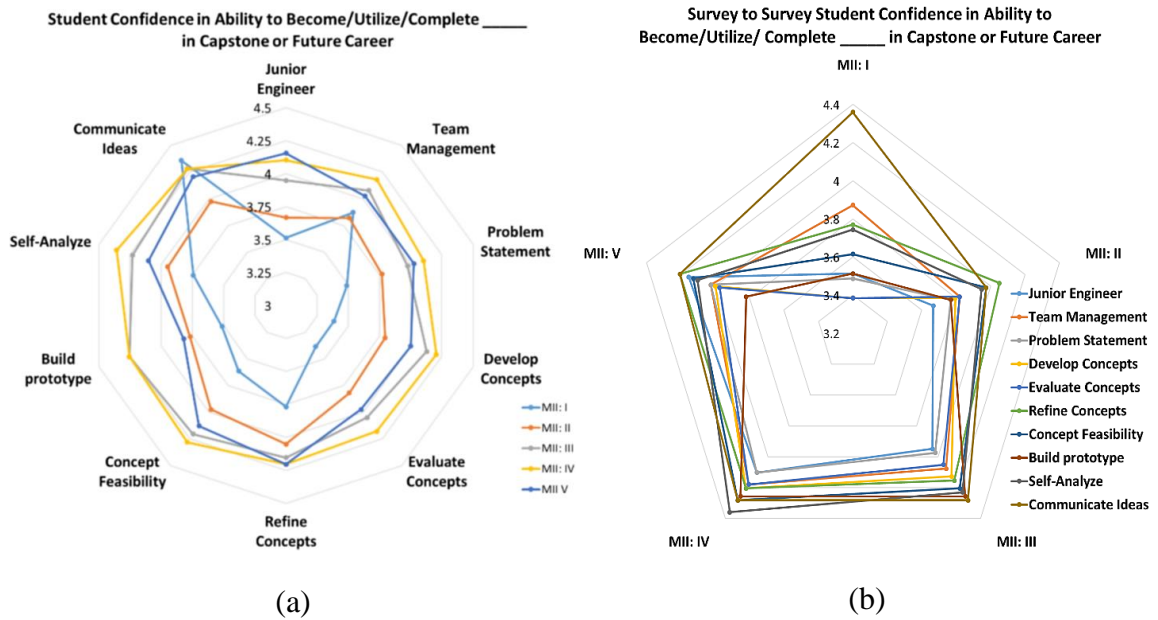 Student Confidence in Ability to Become/Utilize/Complete _____
in Capstone or Future Career
Junior
Engineer
Team
Management
Problem
Statement
Develop
Concepts
Evaluate
Concepts
Refine
Concepts
Concept
Feasibility
Build
prototype
Self-Analyze
Communicate
Ideas
4.5
4.25
4
3.75
3.5
3.25
3
MII: I
MII: II
MII: III
MII: IV
MII V
(a)
Survey to Survey Student Confidence in Ability to
Become/Utilize/ Complete _____ in Capstone or Future Career
MII: I
MII: II
MII: III
MII: IV
MII: V
4.4
4.2
4
3.8
3.6
3.4
3.2
Junior Engineer
Team Management
Problem Statement
Develop Concepts
Evaluate Concepts
Refine Concepts
Concept Feasibility
Build prototype
Self-Analyze
Communicate Ideas
(b)